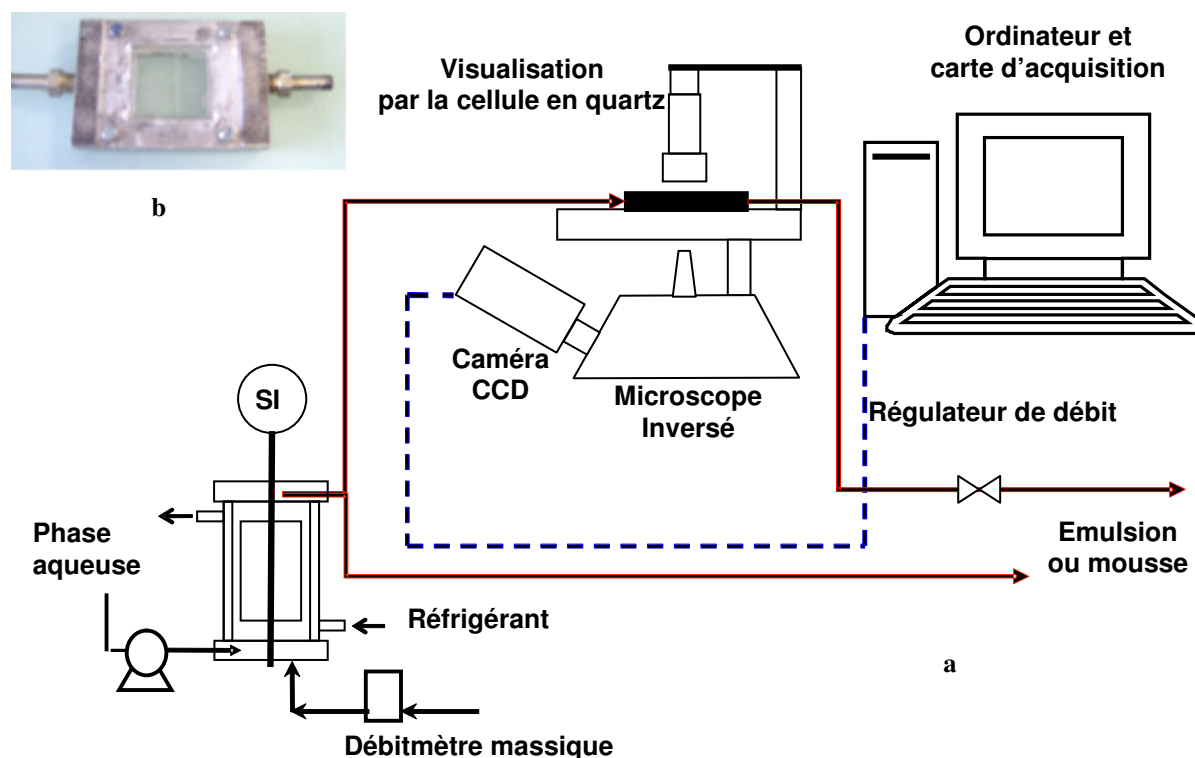 Ordinateur et
carte d'acquisition
Visualisation
par la cellule en quartz
b
Caméra
CCD
Microscope
Inversé
Régulateur de débit
SI
Phase
aqueuse
Emulsion
ou mousse
Réfrigérant
a
Débitmètre massique